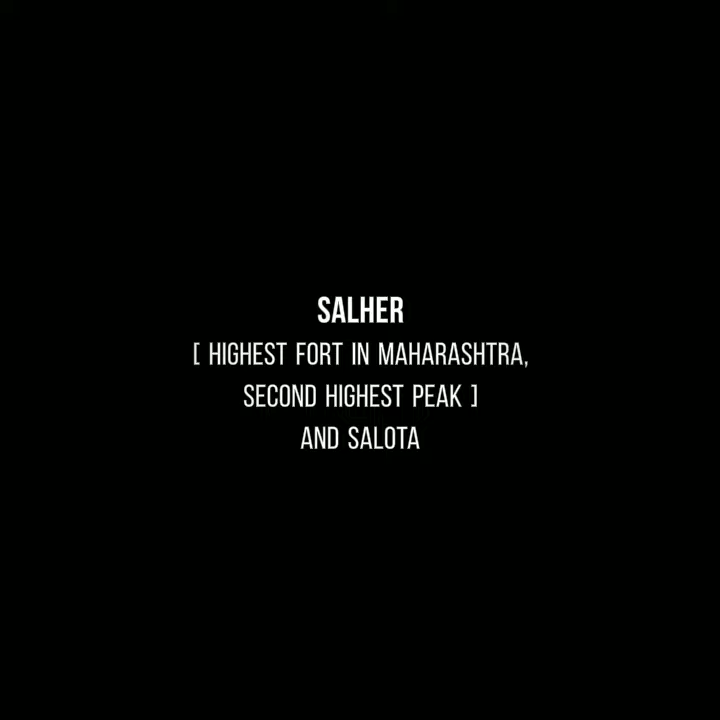 SALHER
[ HIGHEST FORT IN MAHARASHTRA,
SECOND HIGHEST PEAK ]
AND SALOTA